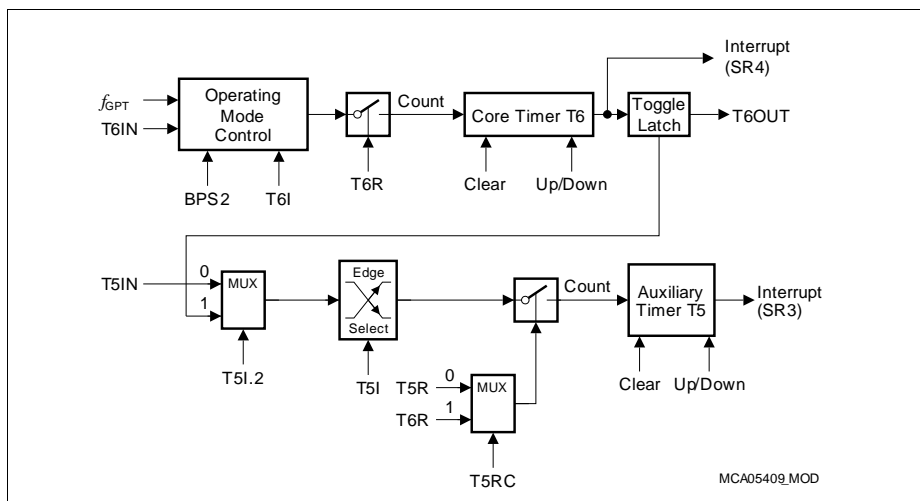 Interrupt
(SR4)
fGPT
T6IN
Operating
Mode
Control
Count
Core Timer T6
Toggle
Latch
T6OUT
BPS2
T6I
T6R
Clear
Up/Down
T5IN
0
1
MUX
Edge
Select
Count
Auxiliary
Timer T5
Interrupt
(SR3)
T5I.2
T5I
T5R
0
T6R
1
MUX
Clear
Up/Down
T5RC
MCA05409_MOD